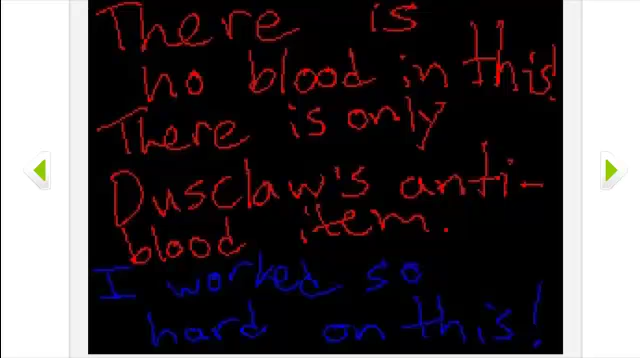 There is
no blood in this!
There is only
Dusclaw's anti-
blood item.
I worked so
hard on this!